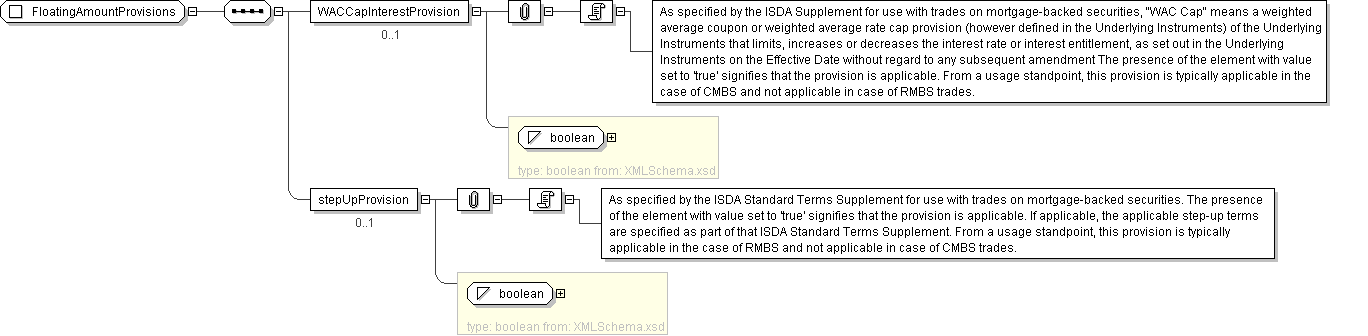 FloatingAmountProvisions
WACCapInterestProvision
0..1
As specified by the ISDA Supplement for use with trades on mortgage-backed securities, "WAC Cap" means a weighted
average coupon or weighted average rate cap provision (however defined in the Underlying Instruments) of the Underlying
Instruments that limits, increases or decreases the interest rate or interest entitlement, as set out in the Underlying
Instruments on the Effective Date without regard to any subsequent amendment The presence of the element with value
set to 'true' signifies that the provision is applicable. From a usage standpoint, this provision is typically applicable in the
case of CMBS and not applicable in case of RMBS trades.
boolean
type: boolean from: XMLSchema.xsd
stepUpProvision
0..1
As specified by the ISDA Standard Terms Supplement for use with trades on mortgage-backed securities. The presence
of the element with value set to 'true' signifies that the provision is applicable. If applicable, the applicable step-up terms
are specified as part of that ISDA Standard Terms Supplement. From a usage standpoint, this provision is typically
applicable in the case of RMBS and not applicable in case of CMBS trades.
boolean
type: boolean from: XMLSchema.xsd